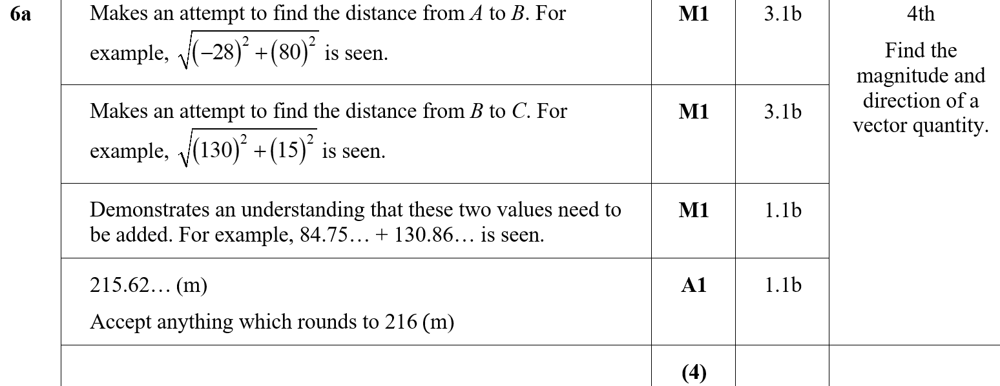 6a Makes an attempt to find the distance from A to B. For M1 3.1b 4th
example, √((−28)² + (80)²) is seen.
Find the
magnitude and
direction of a
vector quantity.
Makes an attempt to find the distance from B to C. For M1 3.1b
example, √((130)² + (15)²) is seen.
Demonstrates an understanding that these two values need to M1 1.1b
be added. For example, 84.75… + 130.86… is seen.
215.62… (m) A1 1.1b
Accept anything which rounds to 216 (m)
(4)